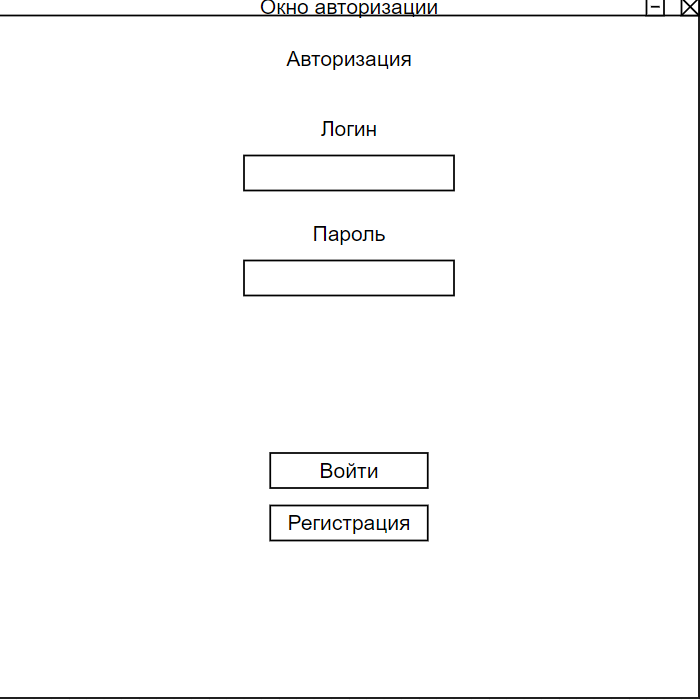 Окно авторизации
Авторизация
Логин
Пароль
Войти
Регистрация